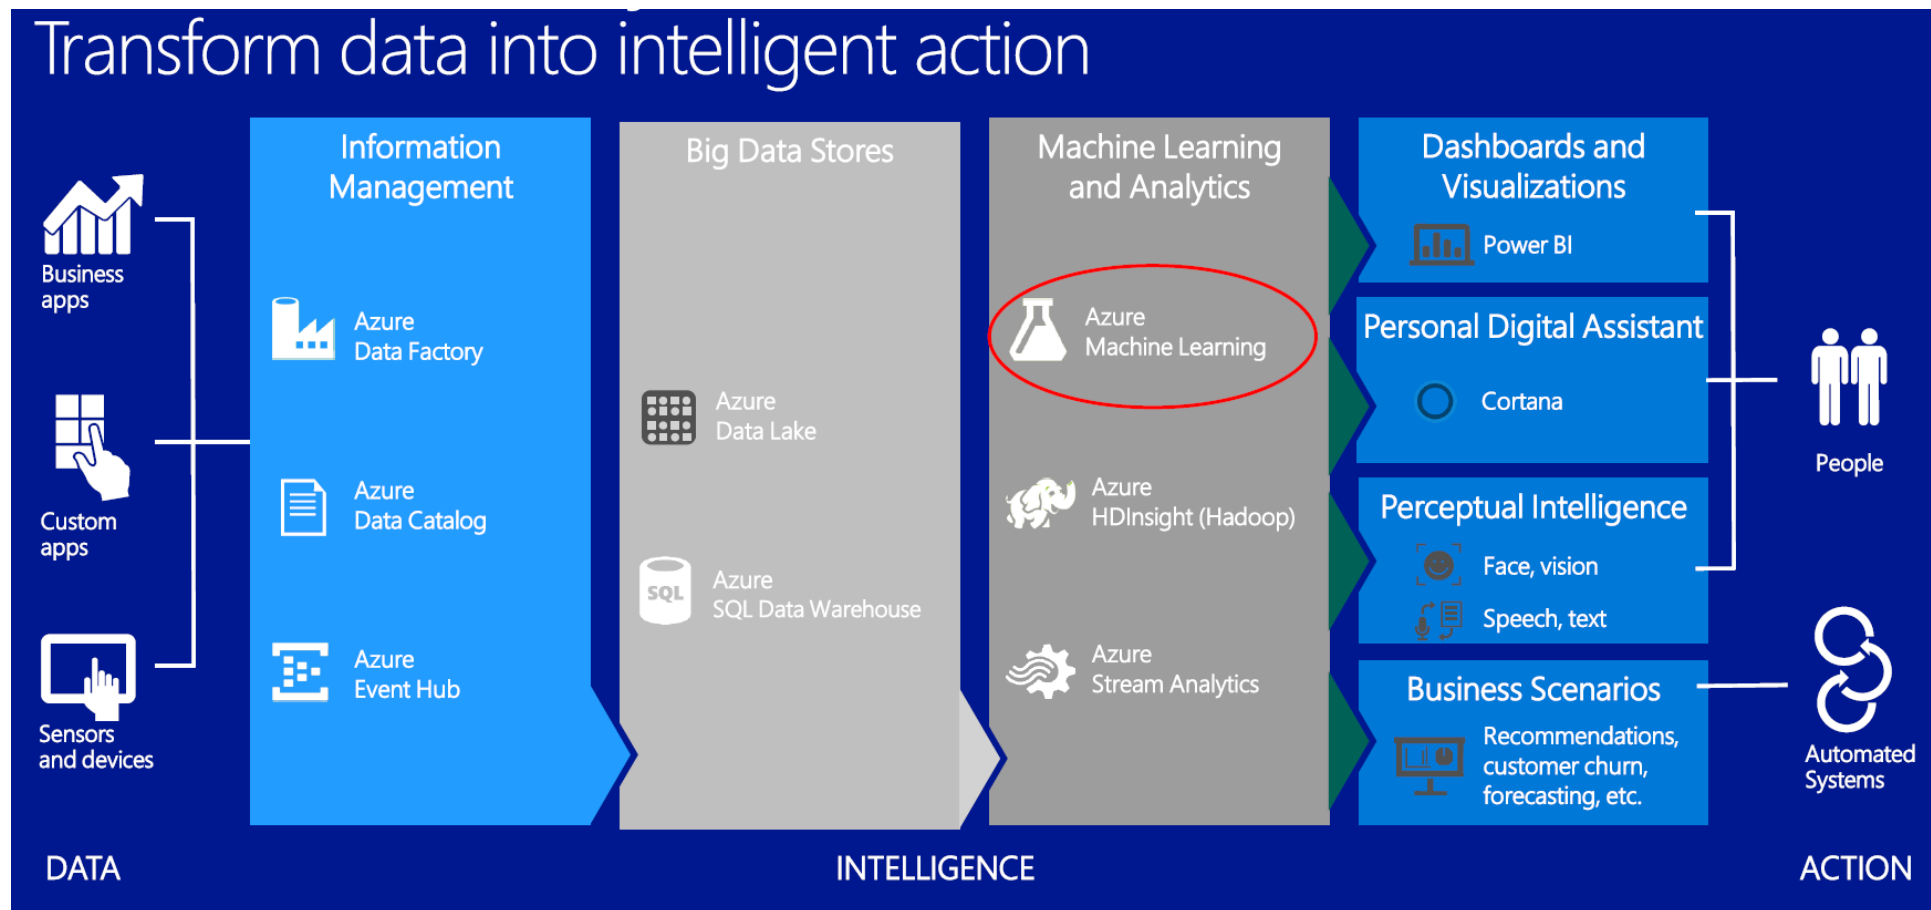 Transform data into intelligent action
Business
apps
Custom
apps
Sensors
and devices
Information
Management
Azure
Data Factory
Azure
Data Catalog
Azure
Event Hub
Big Data Stores
Azure
Data Lake
SQL
Azure
SQL Data Warehouse
Machine Learning
and Analytics
Azure
Machine Learning
Azure
HDInsight (Hadoop)
Azure
Stream Analytics
Dashboards and
Visualizations
Power BI
Personal Digital Assistant
Cortana
Perceptual Intelligence
Face, vision
Speech, text
Business Scenarios
Recommendations,
customer churn,
forecasting, etc.
People
Automated
Systems
DATA
INTELLIGENCE
ACTION